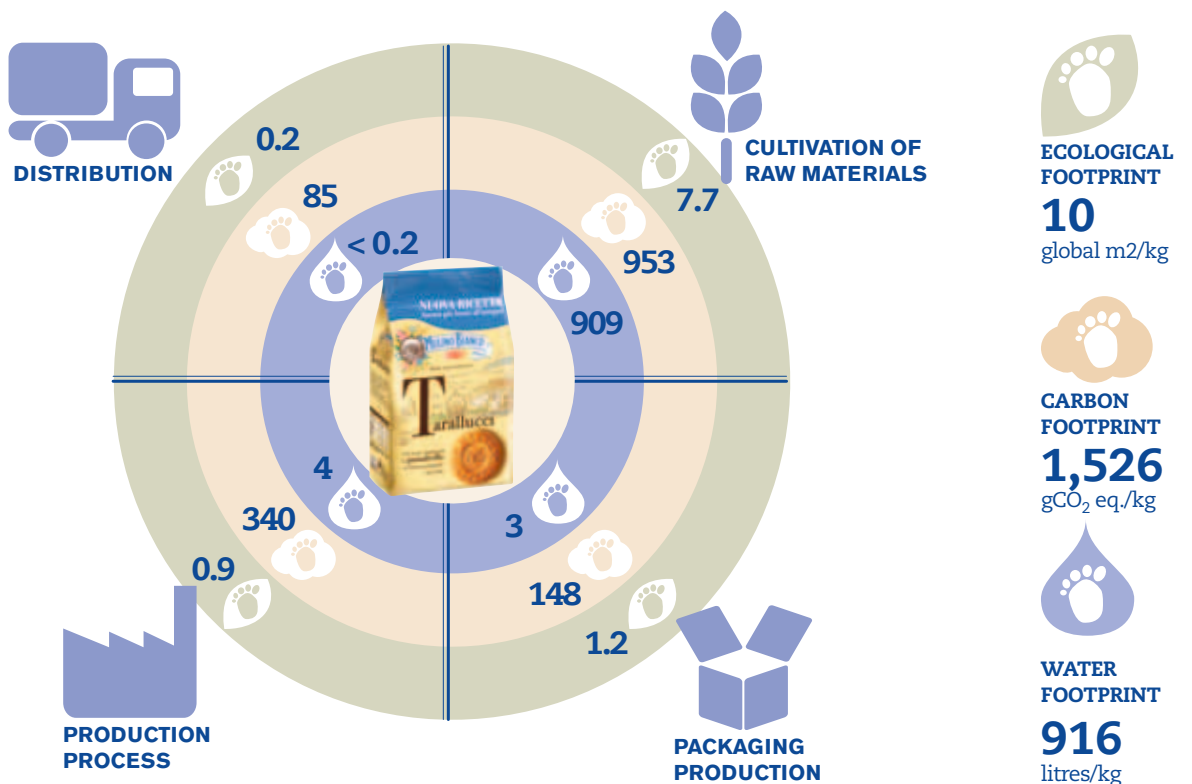 DISTRIBUTION
0.2
85
< 0.2
CULTIVATION OF
RAW MATERIALS
7.7
953
909
NUOVA RICETTA
MULINO BIANCO
Tarallucci
4
340
0.9
PRODUCTION
PROCESS
3
148
1.2
PACKAGING
PRODUCTION
ECOLOGICAL
FOOTPRINT
10
global m2/kg
CARBON
FOOTPRINT
1,526
gCO₂ eq./kg
WATER
FOOTPRINT
916
litres/kg